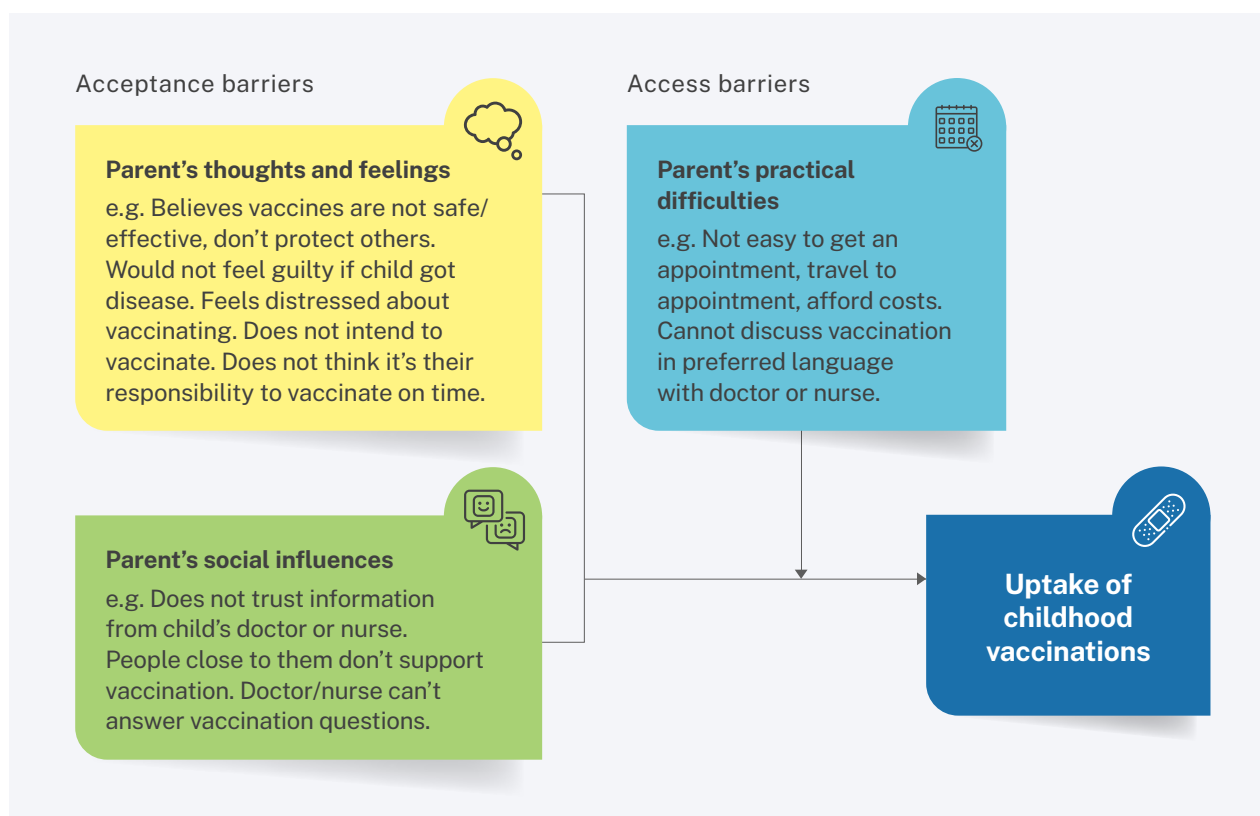 Acceptance barriers
Parent’s thoughts and feelings
e.g. Believes vaccines are not safe/
effective, don’t protect others.
Would not feel guilty if child got
disease. Feels distressed about
vaccinating. Does not intend to
vaccinate. Does not think it’s their
responsibility to vaccinate on time.
Parent’s social influences
e.g. Does not trust information
from child’s doctor or nurse.
People close to them don’t support
vaccination. Doctor/nurse can’t
answer vaccination questions.
Access barriers
Parent’s practical
difficulties
e.g. Not easy to get an
appointment, travel to
appointment, afford costs.
Cannot discuss vaccination
in preferred language
with doctor or nurse.
Uptake of
childhood
vaccinations